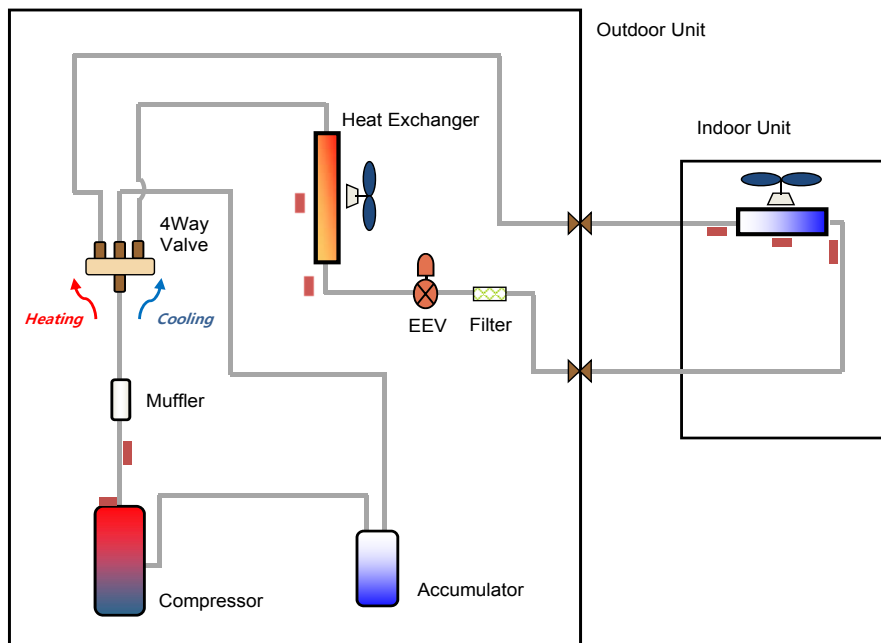 Outdoor Unit
Heat Exchanger
Indoor Unit
4Way
Valve
Heating
Cooling
EEV
Filter
Muffler
Compressor
Accumulator